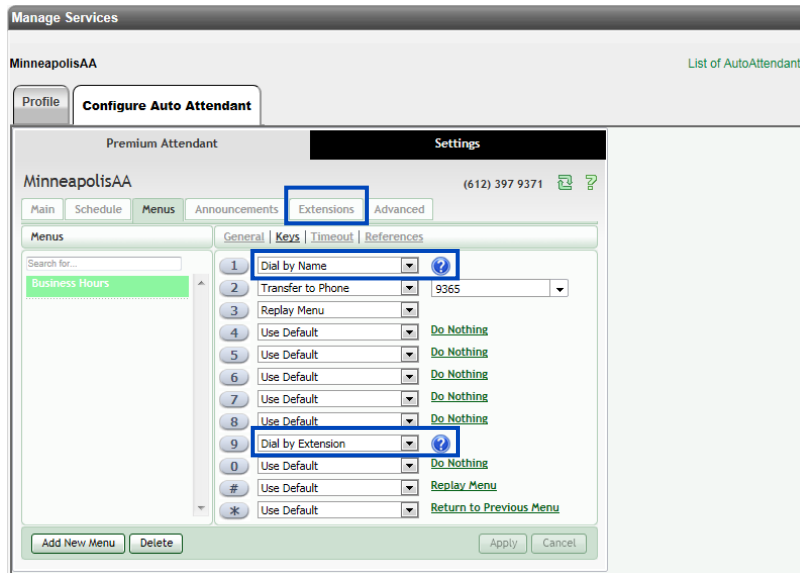 Manage Services
MinneapolisAA List of AutoAttendant
Profile Configure Auto Attendant
Premium Attendant Settings
MinneapolisAA (612) 397 9371 ?
Main Schedule Menus Announcements Extensions Advanced
Menus General | Keys | Timeout | References
Search for...
Business Hours
1 Dial by Name ?
2 Transfer to Phone 9365
3 Replay Menu
4 Use Default Do Nothing
5 Use Default Do Nothing
6 Use Default Do Nothing
7 Use Default Do Nothing
8 Use Default Do Nothing
9 Dial by Extension ?
0 Use Default Do Nothing
# Use Default Replay Menu
* Use Default Return to Previous Menu
Add New Menu Delete Apply Cancel